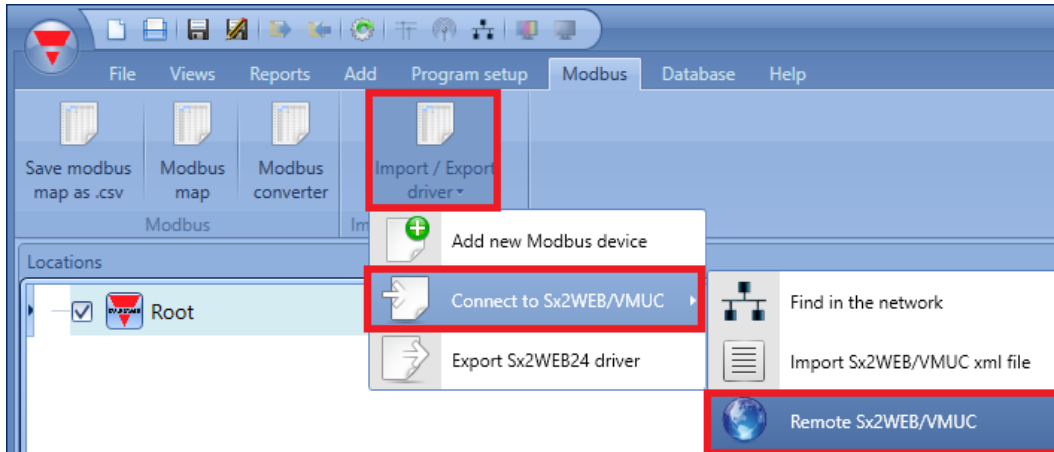 File Views Reports Add Program setup Modbus Database Help
Save modbus
map as .csv
Modbus
map
Modbus
converter
Import / Export
driver
Modbus
Im
Add new Modbus device
Locations
Connect to Sx2WEB/VMUC
Find in the network
Root
Export Sx2WEB24 driver
Import Sx2WEB/VMUC xml file
Remote Sx2WEB/VMUC